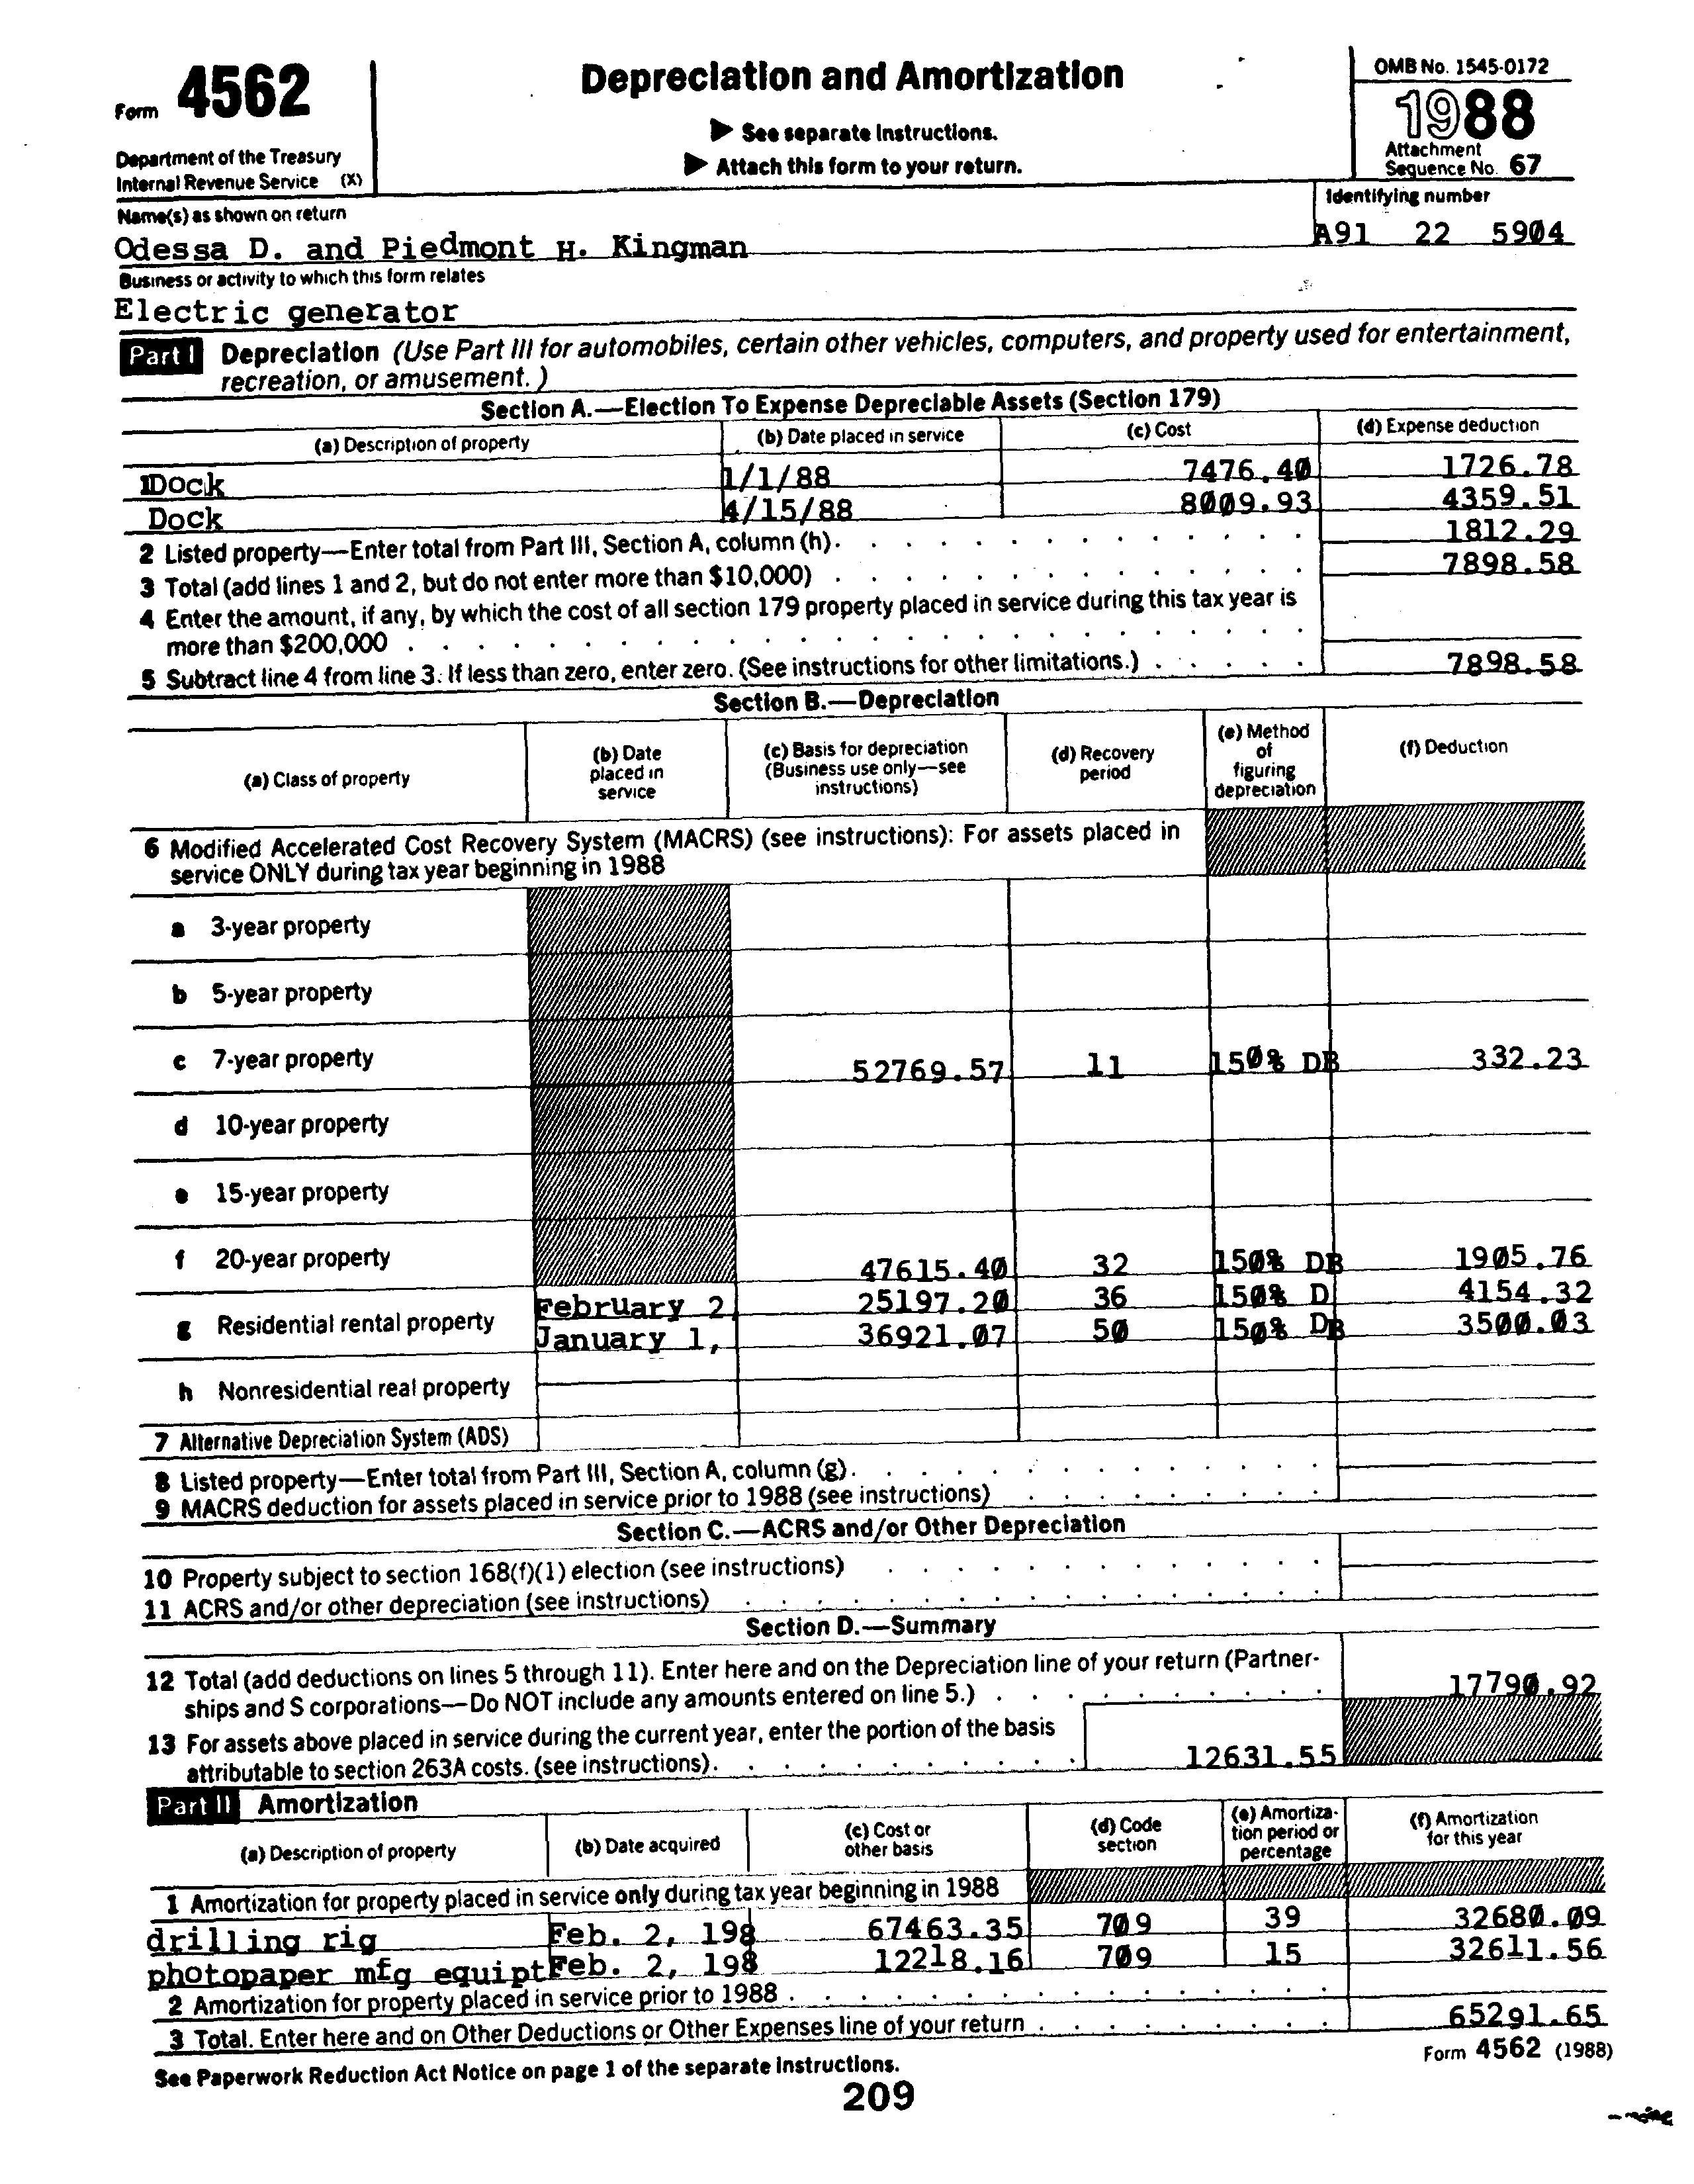 Form 4562
Department of the Treasury
Internal Revenue Service (X)
Depreciation and Amortization
▶ See separate Instructions.
▶ Attach this form to your return.
OMB No. 1545-0172
1988
Attachment
Sequence No. 67
Name(s) as shown on return
Identifying number
Odessa D. and Piedmont H. Kingman
A91 22 5904
Business or activity to which this form relates
Electric generator
Part I Depreciation (Use Part III for automobiles, certain other vehicles, computers, and property used for entertainment,
recreation, or amusement.)
Section A.—Election To Expense Depreciable Assets (Section 179)
(a) Description of property (b) Date placed in service (c) Cost (d) Expense deduction
1 Dock 1/1/88 7476.40 1726.78
Dock 4/15/88 8009.93 4359.51
2 Listed property—Enter total from Part III, Section A, column (h). 1812.29
3 Total (add lines 1 and 2, but do not enter more than $10,000) 7898.58
4 Enter the amount, if any, by which the cost of all section 179 property placed in service during this tax year is
more than $200,000
5 Subtract line 4 from line 3. If less than zero, enter zero. (See instructions for other limitations.) 7898.58
Section B.—Depreciation
(a) Class of property
(b) Date
placed in
service
(c) Basis for depreciation
(Business use only—see
instructions)
(d) Recovery
period
(e) Method
of
figuring
depreciation
(f) Deduction
6 Modified Accelerated Cost Recovery System (MACRS) (see instructions): For assets placed in
service ONLY during tax year beginning in 1988
a 3-year property
b 5-year property
c 7-year property 52769.57 11 150% DB 332.23
d 10-year property
e 15-year property
f 20-year property 47615.40 32 150% DB 1905.76
g Residential rental property
February 2 25197.20 36 150% D 4154.32
January 1, 36921.07 50 150% DB 3500.03
h Nonresidential real property
7 Alternative Depreciation System (ADS)
8 Listed property—Enter total from Part III, Section A, column (g).
9 MACRS deduction for assets placed in service prior to 1988 (see instructions)
Section C.—ACRS and/or Other Depreciation
10 Property subject to section 168(f)(1) election (see instructions)
11 ACRS and/or other depreciation (see instructions)
Section D.—Summary
12 Total (add deductions on lines 5 through 11). Enter here and on the Depreciation line of your return (Partner-
ships and S corporations—Do NOT include any amounts entered on line 5.) 17790.92
13 For assets above placed in service during the current year, enter the portion of the basis
attributable to section 263A costs. (see instructions). 12631.55
Part II Amortization
(a) Description of property
(b) Date acquired
(c) Cost or
other basis
(d) Code
section
(e) Amortiza-
tion period or
percentage
(f) Amortization
for this year
1 Amortization for property placed in service only during tax year beginning in 1988
drilling rig Feb. 2, 198 67463.35 709 39 32680.09
photopaper mfg equipt Feb. 2, 198 12218.16 709 15 32611.56
2 Amortization for property placed in service prior to 1988
3 Total. Enter here and on Other Deductions or Other Expenses line of your return 65291.65
See Paperwork Reduction Act Notice on page 1 of the separate Instructions.
Form 4562 (1988)
209